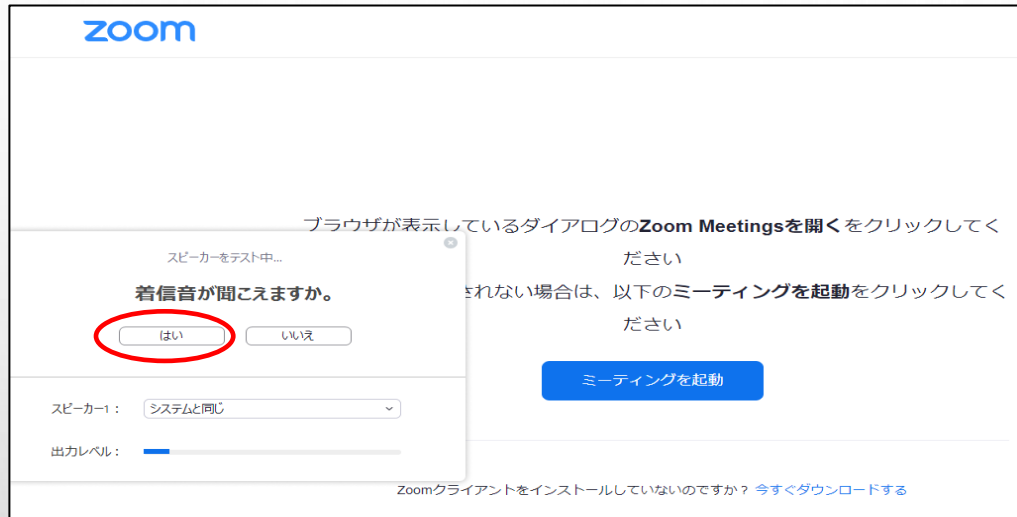 zoom
ブラウザが表示しているダイアログのZoom Meetingsを開くをクリックしてく
ださい
されない場合は、以下のミーティングを起動をクリックしてく
ださい
ミーティングを起動
スピーカーをテスト中...
着信音が聞こえますか。
はい いいえ
スピーカー1： システムと同じ
出力レベル：
Zoomクライアントをインストールしていないのですか？ 今すぐダウンロードする